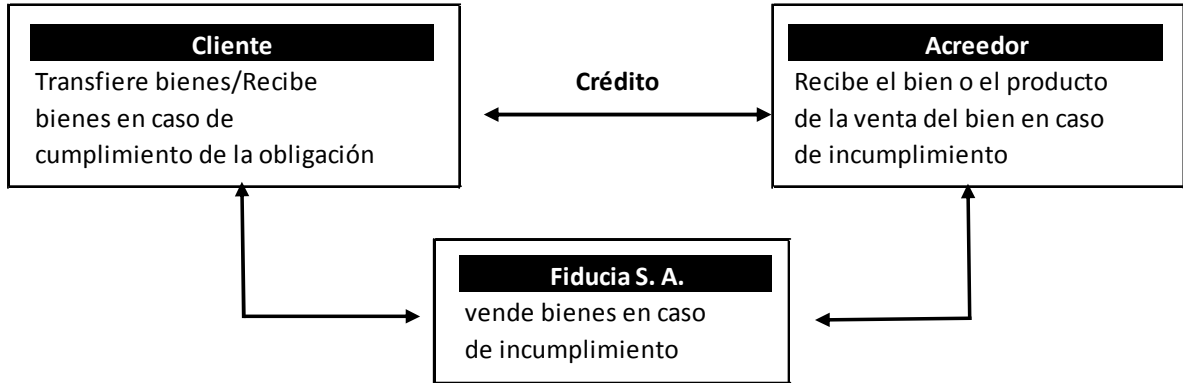 Cliente
Transfiere bienes/Recibe
bienes en caso de
cumplimiento de la obligación
Crédito
Acreedor
Recibe el bien o el producto
de la venta del bien en caso
de incumplimiento
Fiducia S. A.
vende bienes en caso
de incumplimiento